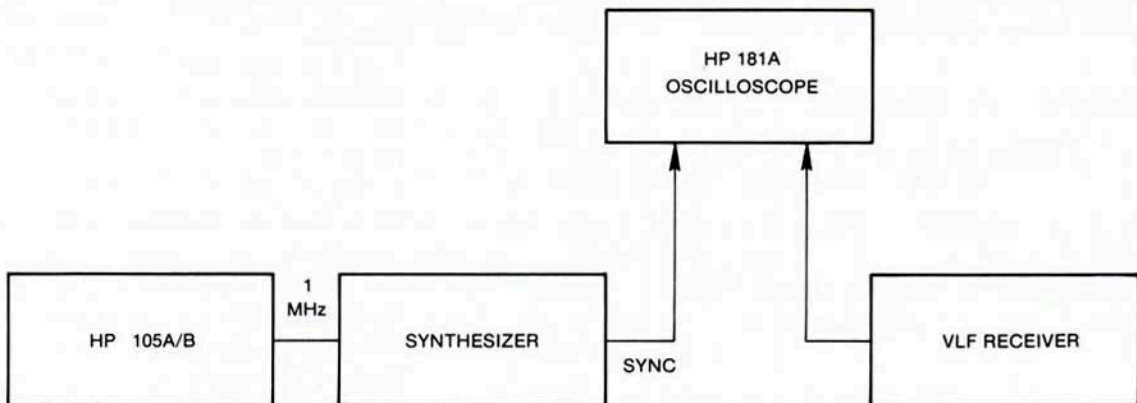 HP 181A
OSCILLOSCOPE
1
MHz
HP 105A/B
SYNTHESIZER
SYNC
VLF RECEIVER